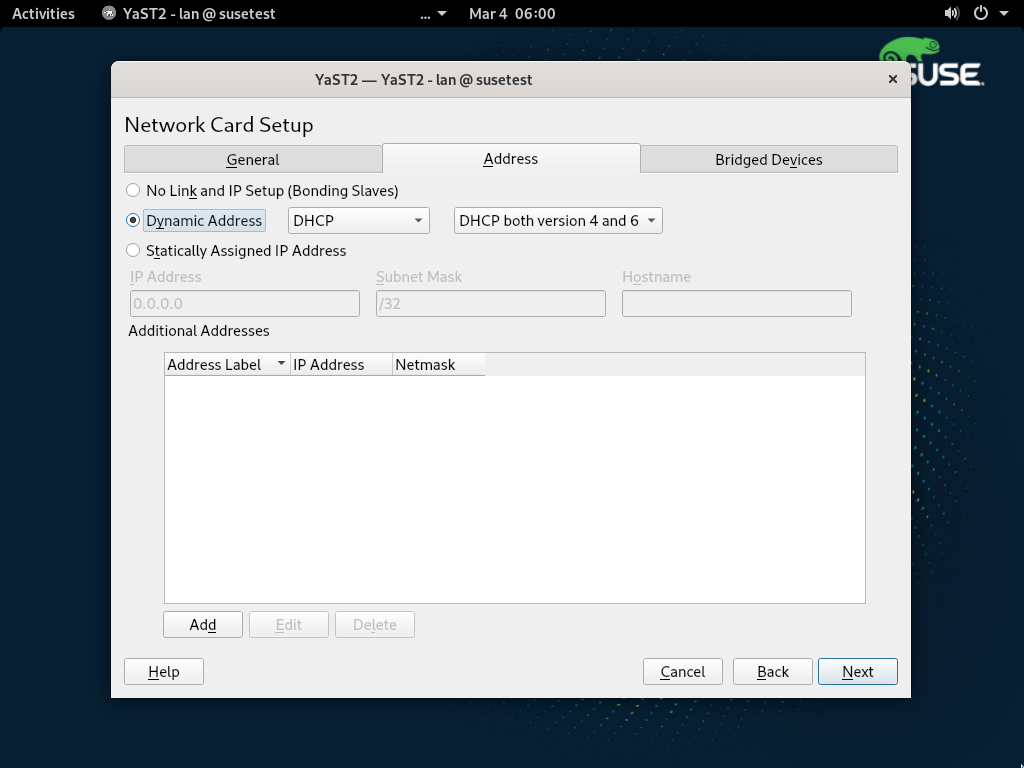 Activities YaST2 - lan @ susetest ... Mar 4 06:00
SUSE
YaST2 — YaST2 - lan @ susetest
Network Card Setup
General Address Bridged Devices
No Link and IP Setup (Bonding Slaves)
Dynamic Address DHCP DHCP both version 4 and 6
Statically Assigned IP Address
IP Address Subnet Mask Hostname
0.0.0.0 /32
Additional Addresses
Address Label IP Address Netmask
Add Edit Delete
Help Cancel Back Next